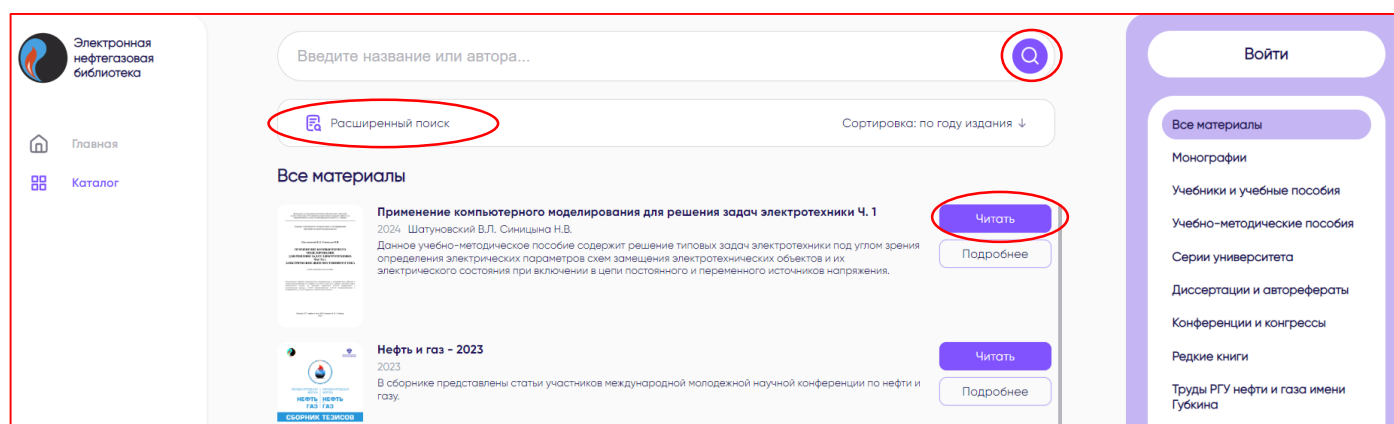 Электронная
нефтегазовая
библиотека
Главная
Каталог
Введите название или автора...
Расширенный поиск
Сортировка: по году издания ↓
Все материалы
Применение компьютерного моделирования для решения задач электротехники Ч. 1
2024 Шатуновский В.Л. Синицына Н.В.
Данное учебно-методическое пособие содержит решение типовых задач электротехники под углом зрения
определения электрических параметров схем замещения электротехнических объектов и их
электрического состояния при включении в цепи постоянного и переменного источников напряжения.
Читать
Подробнее
НЕФТЬ НЕФТЬ
ГАЗ ГАЗ
СБОРНИК ТЕЗИСОВ
Нефть и газ - 2023
2023
В сборнике представлены статьи участников международной молодежной научной конференции по нефти и
газу.
Читать
Подробнее
Войти
Все материалы
Монографии
Учебники и учебные пособия
Учебно-методические пособия
Серии университета
Диссертации и авторефераты
Конференции и конгрессы
Редкие книги
Труды РГУ нефти и газа имени
Губкина